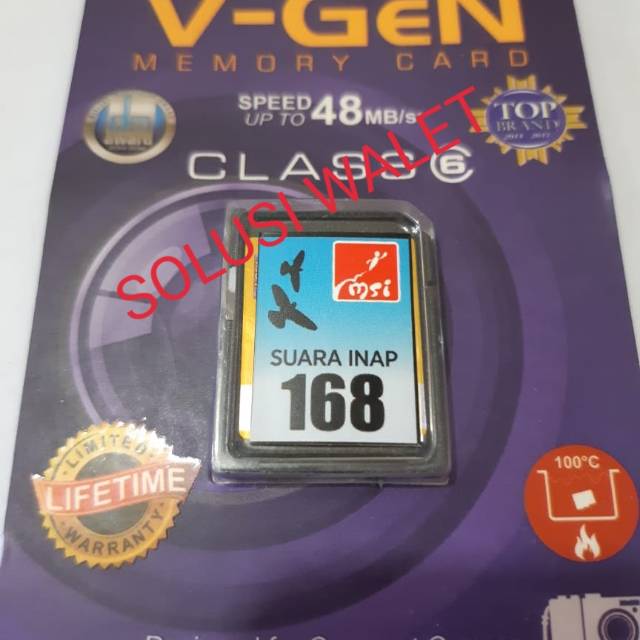 V-GeN
MEMORY CARD
SPEED
UP TO 48MB/s
TOP
BRAND
CLASS 6
SOLUSI WALET
msi
SUARA INAP
168
LIMITED
LIFETIME
WARRANTY
100°C